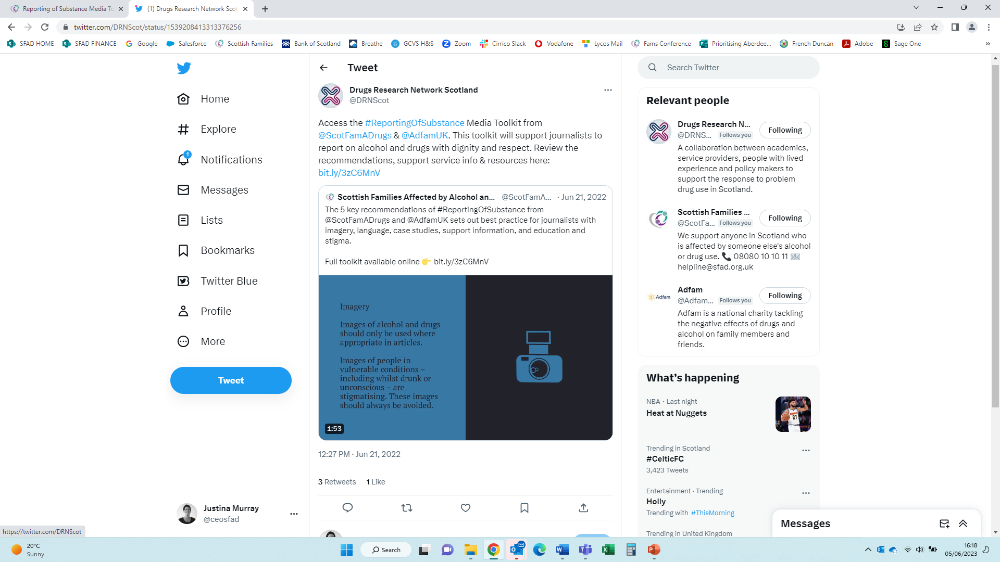 Reporting of Substance Media To
(1) Drugs Research Network Scot
twitter.com/DRNScot/status/1539208413313376256
SFAD HOME
SFAD FINANCE
Google
Salesforce
Scottish Families
Bank of Scotland
Breathe
GCVS H&S
Zoom
Cirrico Slack
Vodafone
Lycos Mail
Fams Conference
Prioritising Aberdee...
French Duncan
Adobe
Sage One
Home
Explore
1
Notifications
Messages
Lists
Bookmarks
Twitter Blue
Profile
More
Tweet
Justina Murray
@ceosfad
https://twitter.com/DRNScot
Tweet
Drugs Research Network Scotland
@DRNScot
Access the #ReportingOfSubstance Media Toolkit from
@ScotFamADrugs & @AdfamUK. This toolkit will support journalists to
report on alcohol and drugs with dignity and respect. Review the
recommendations, support service info & resources here:
bit.ly/3zC6MnV
Scottish Families Affected by Alcohol an... @ScotFamA... · Jun 21, 2022
The 5 key recommendations of #ReportingOfSubstance from
@ScotFamADrugs and @AdfamUK sets out best practice for journalists with
imagery, language, case studies, support information, and education and
stigma.
Full toolkit available online 👉 bit.ly/3zC6MnV
Imagery
Images of alcohol and drugs
should only be used where
appropriate in articles.
Images of people in
vulnerable conditions –
including whilst drunk or
unconscious – are
stigmatising. These images
should always be avoided.
1:53
12:27 PM · Jun 21, 2022
3 Retweets 1 Like
Search Twitter
Relevant people
Drugs Research N...
@DRNS... Follows you
Following
A collaboration between academics,
service providers, people with lived
experience and policy makers to
support the response to problem
drug use in Scotland.
Scottish Families ...
@ScotFa... Follows you
Following
We support anyone in Scotland who
is affected by someone else's alcohol
or drug use. 📞 08080 10 10 11 📧
helpline@sfad.org.uk
Adfam
Adfam
@Adfam... Follows you
Following
Adfam is a national charity tackling
the negative effects of drugs and
alcohol on family members and
friends.
What's happening
NBA · Last night
Heat at Nuggets
27
Trending in Scotland
#CelticFC
3,423 Tweets
Entertainment · Trending
Holly
Trending with #ThisMorning
Trending in United Kingdom
Messages
20°C
Sunny
Search
16:18
05/06/2023